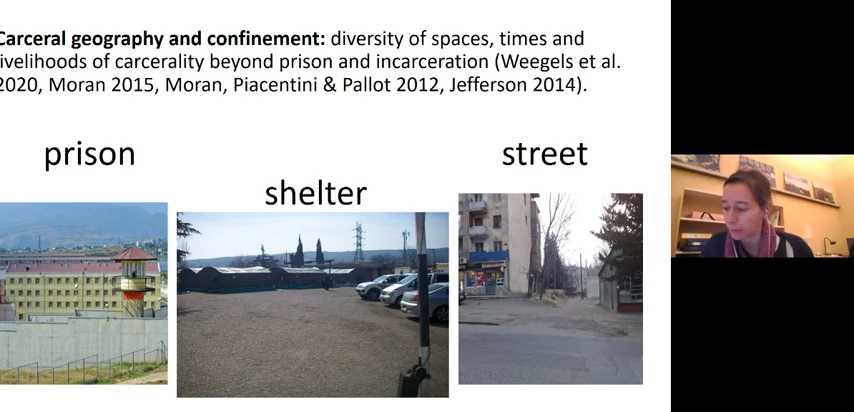 Carceral geography and confinement: diversity of spaces, times and
livelihoods of carcerality beyond prison and incarceration (Weegels et al.
2020, Moran 2015, Moran, Piacentini & Pallot 2012, Jefferson 2014).
prison
street
shelter